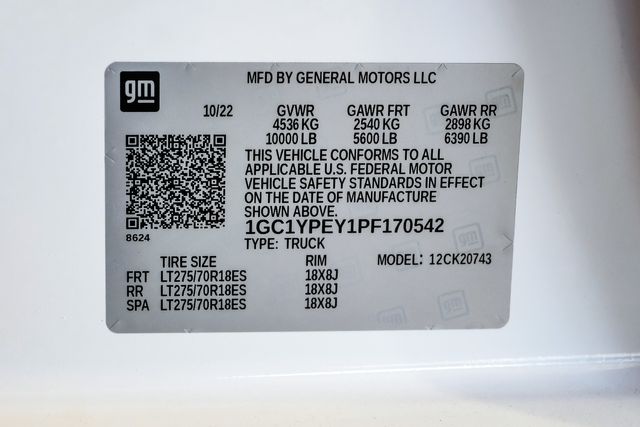 gm
MFD BY GENERAL MOTORS LLC
10/22 GVWR GAWR FRT GAWR RR
4536 KG 2540 KG 2898 KG
10000 LB 5600 LB 6390 LB
THIS VEHICLE CONFORMS TO ALL
APPLICABLE U.S. FEDERAL MOTOR
VEHICLE SAFETY STANDARDS IN EFFECT
ON THE DATE OF MANUFACTURE
SHOWN ABOVE.
8624
1GC1YPEY1PF170542
TYPE: TRUCK
TIRE SIZE RIM MODEL: 12CK20743
FRT LT275/70R18ES 18X8J
RR LT275/70R18ES 18X8J
SPA LT275/70R18ES 18X8J